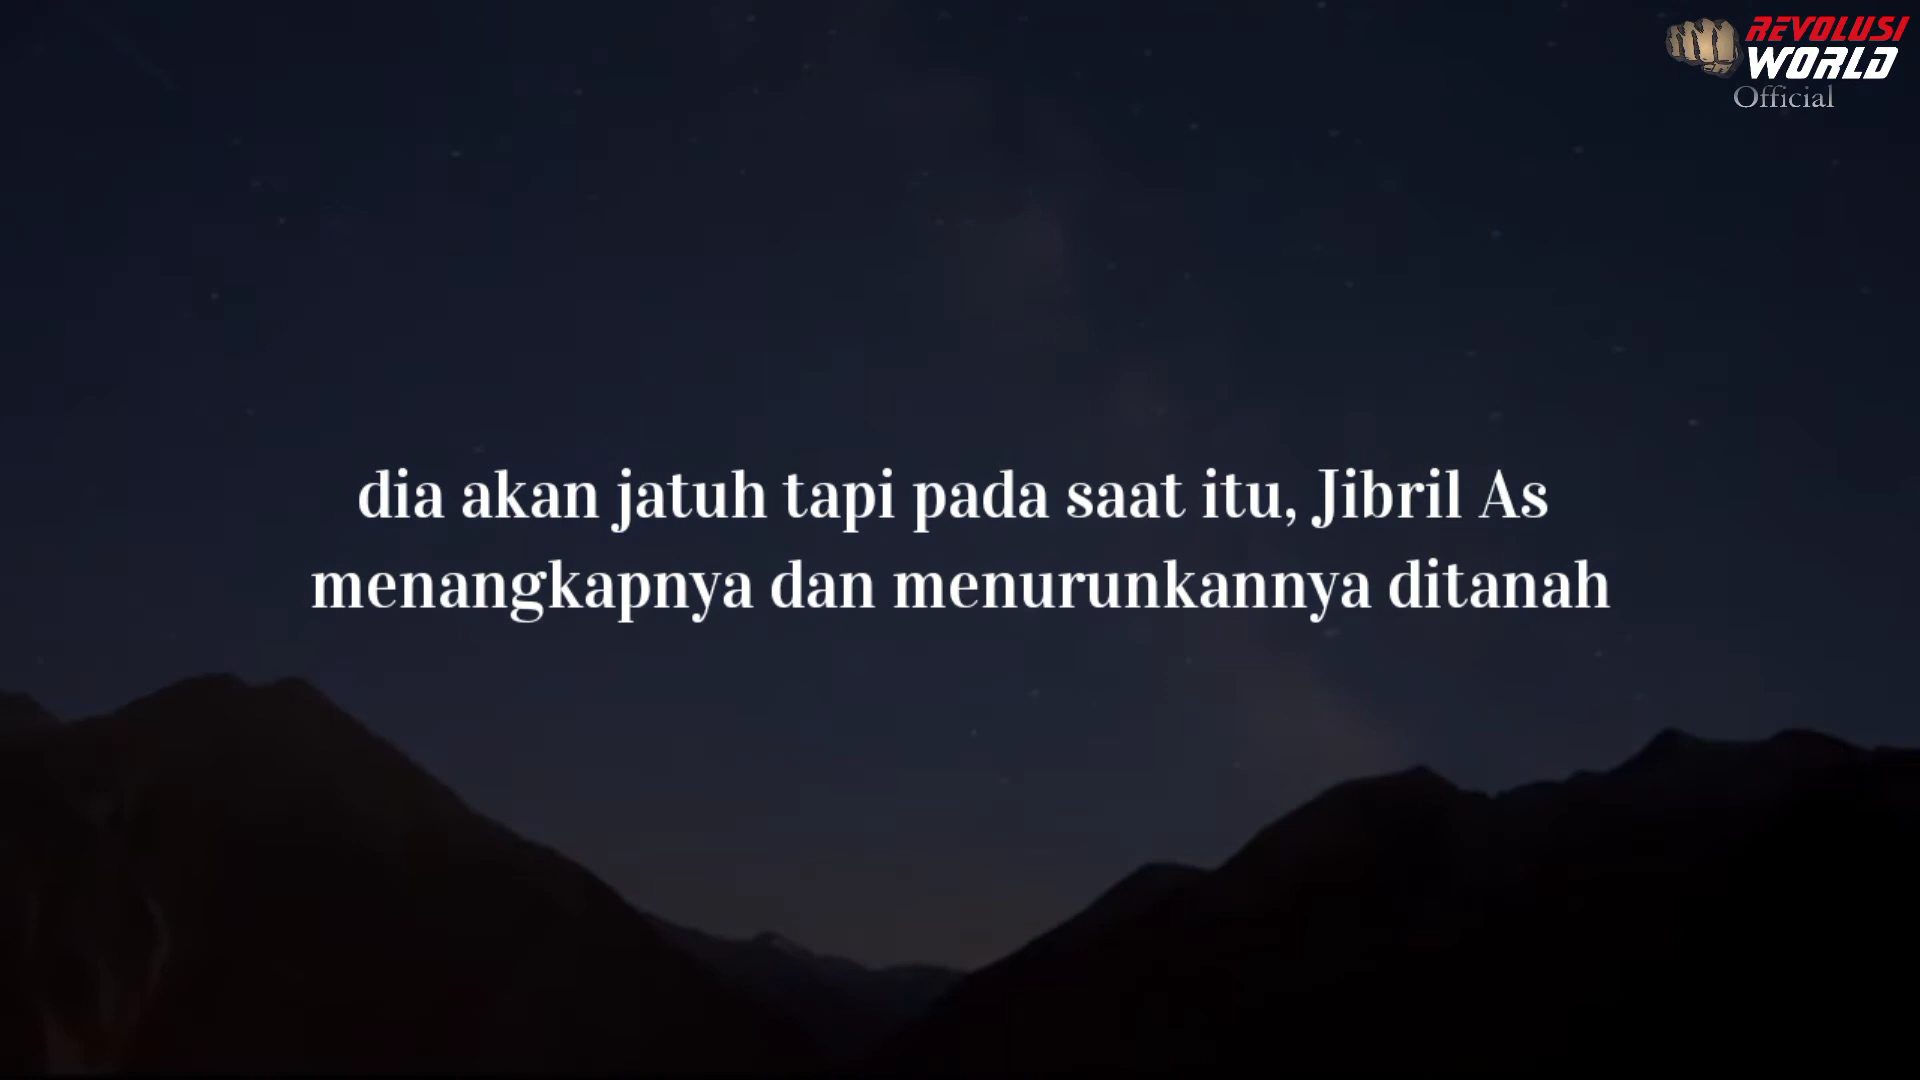 REVOLUSI
WORLD
Official
dia akan jatuh tapi pada saat itu, Jibril As
menangkapnya dan menurunkannya ditanah